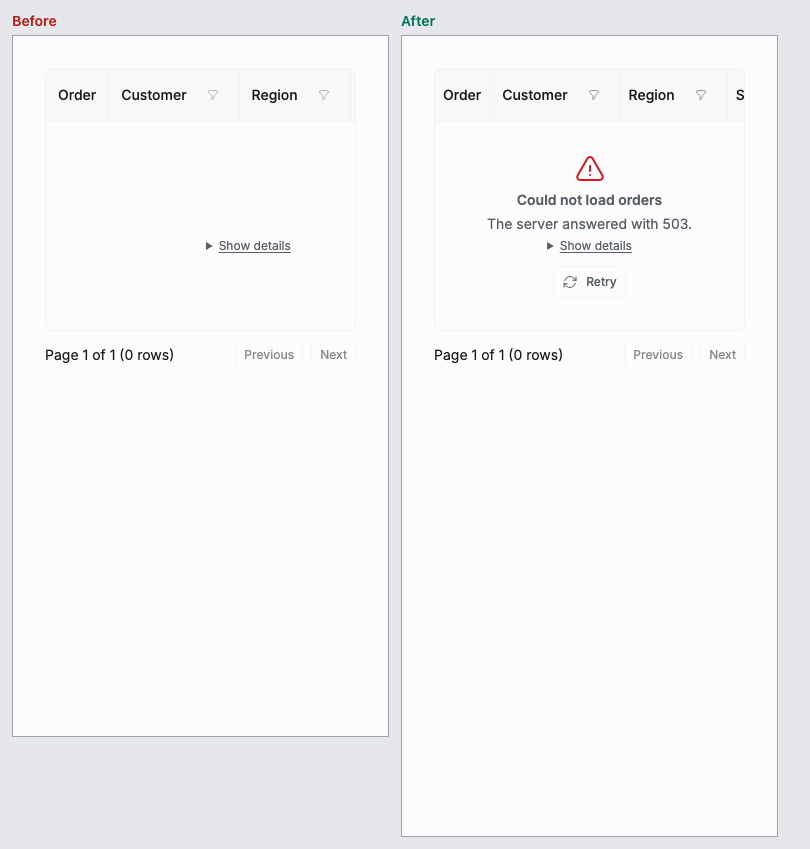 Before
Order Customer Region
Show details
Page 1 of 1 (0 rows) Previous Next
After
Order Customer Region S
Could not load orders
The server answered with 503.
Show details
Retry
Page 1 of 1 (0 rows) Previous Next